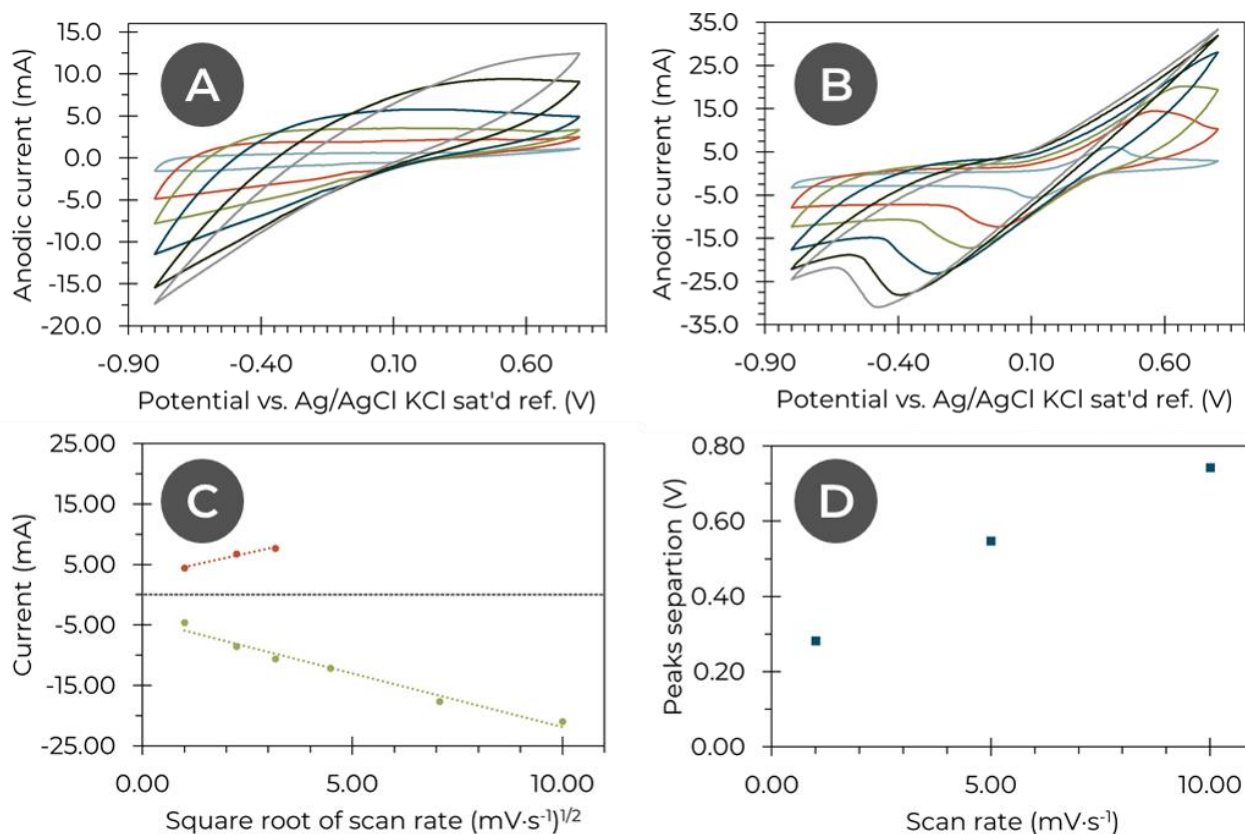 A
Anodic current (mA)
15.0
10.0
5.0
0.0
-5.0
-10.0
-15.0
-20.0
-0.90 -0.40 0.10 0.60
Potential vs. Ag/AgCl KCl sat'd ref. (V)
B
Anodic current (mA)
35.0
25.0
15.0
5.0
-5.0
-15.0
-25.0
-35.0
-0.90 -0.40 0.10 0.60
Potential vs. Ag/AgCl KCl sat'd ref. (V)
C
Current (mA)
25.00
15.00
5.00
-5.00
-15.00
-25.00
0.00 5.00 10.00
Square root of scan rate (mV·s⁻¹)¹/²
D
Peaks separtion (V)
0.80
0.60
0.40
0.20
0.00
0.00 5.00 10.00
Scan rate (mV·s⁻¹)